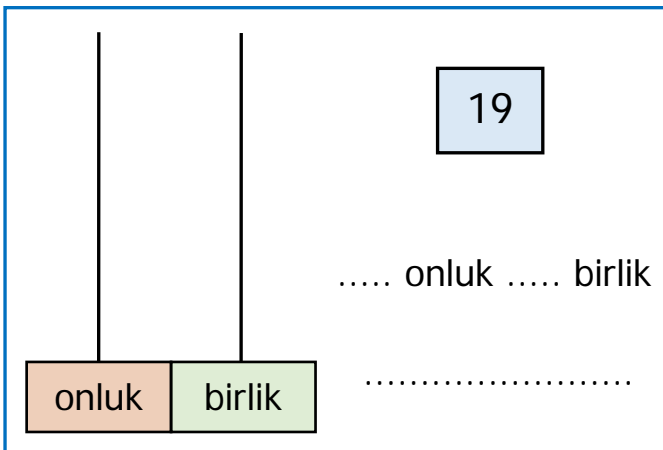 19
..... onluk ..... birlik
........................
onluk birlik